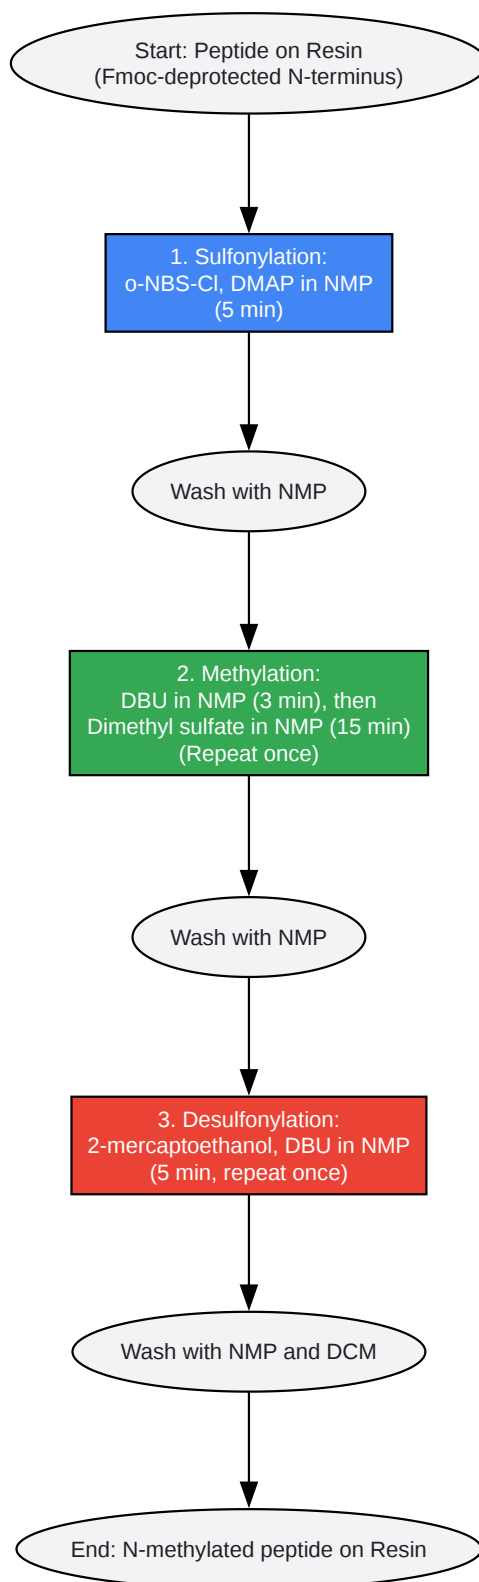 Start: Peptide on Resin
(Fmoc-deprotected N-terminus)
1. Sulfonylation:
o-NBS-Cl, DMAP in NMP
(5 min)
Wash with NMP
2. Methylation:
DBU in NMP (3 min), then
Dimethyl sulfate in NMP (15 min)
(Repeat once)
Wash with NMP
3. Desulfonylation:
2-mercaptoethanol, DBU in NMP
(5 min, repeat once)
Wash with NMP and DCM
End: N-methylated peptide on Resin